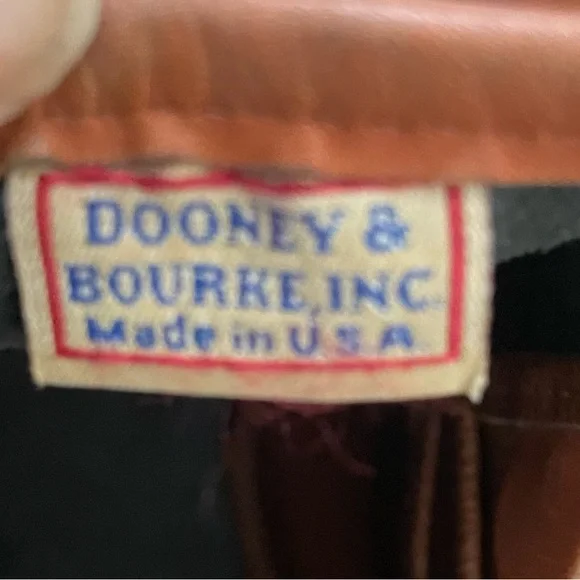 DOONEY &
BOURKE, INC.
Made in U.S.A.